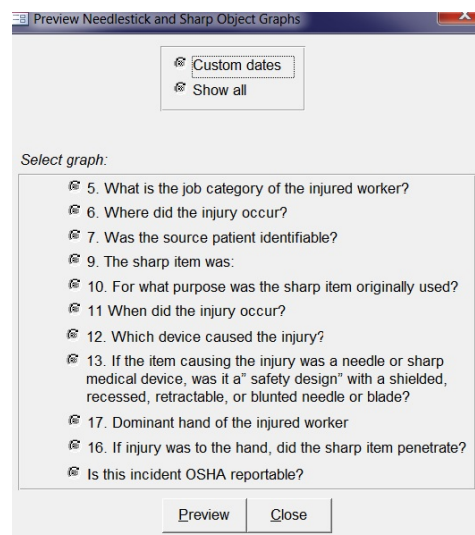 Preview Needlestick and Sharp Object Graphs
Custom dates
Show all
Select graph:
5. What is the job category of the injured worker?
6. Where did the injury occur?
7. Was the source patient identifiable?
9. The sharp item was:
10. For what purpose was the sharp item originally used?
11 When did the injury occur?
12. Which device caused the injury?
13. If the item causing the injury was a needle or sharp
medical device, was it a” safety design” with a shielded,
recessed, retractable, or blunted needle or blade?
17. Dominant hand of the injured worker
16. If injury was to the hand, did the sharp item penetrate?
Is this incident OSHA reportable?
Preview Close